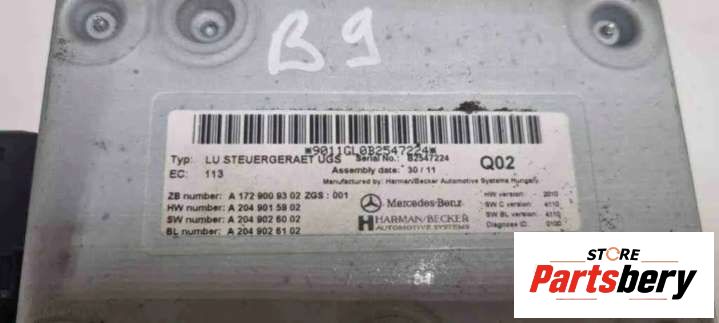 B 9
*9011GL0B2547224*
Typ: LU STEUERGERAET UGS Serial No.: B2547224
EC: 113 Assembly date: 30/11 Q02
Manufactured by: Harman/Becker Automotive Systems Hungary
ZB number: A 172 900 93 02 ZGS: 001
HW number: A 204 901 59 02
SW number: A 204 902 60 02
BL number: A 204 902 61 02
Mercedes-Benz
HARMAN/BECKER
AUTOMOTIVE SYSTEMS
HW version: 2010
SW C version: 4110
SW BL version: 4110
Diagnose ID: 0100
STORE
Partsbery